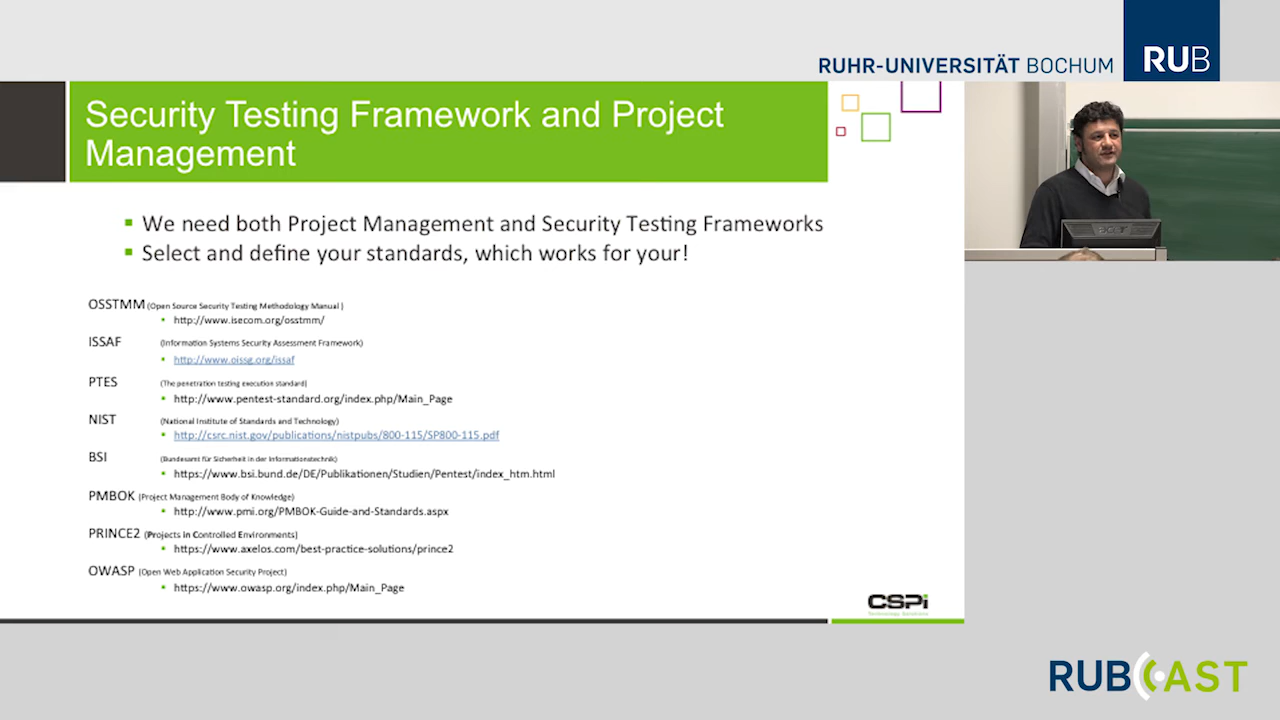 RUHR-UNIVERSITÄT BOCHUM
RUB
Security Testing Framework and Project
Management
We need both Project Management and Security Testing Frameworks
Select and define your standards, which works for your!
OSSTMM (Open Source Security Testing Methodology Manual )
http://www.isecom.org/osstmm/
ISSAF (Information Systems Security Assessment Framework)
http://www.oissg.org/issaf
PTES (The penetration testing execution standard)
http://www.pentest-standard.org/index.php/Main_Page
NIST (National Institute of Standards and Technology)
http://csrc.nist.gov/publications/nistpubs/800-115/SP800-115.pdf
BSI (Bundesamt für Sicherheit in der Informationstechnik)
https://www.bsi.bund.de/DE/Publikationen/Studien/Pentest/index_htm.html
PMBOK (Project Management Body of Knowledge)
http://www.pmi.org/PMBOK-Guide-and-Standards.aspx
PRINCE2 (Projects in Controlled Environments)
https://www.axelos.com/best-practice-solutions/prince2
OWASP (Open Web Application Security Project)
https://www.owasp.org/index.php/Main_Page
CSPi
RUBCAST